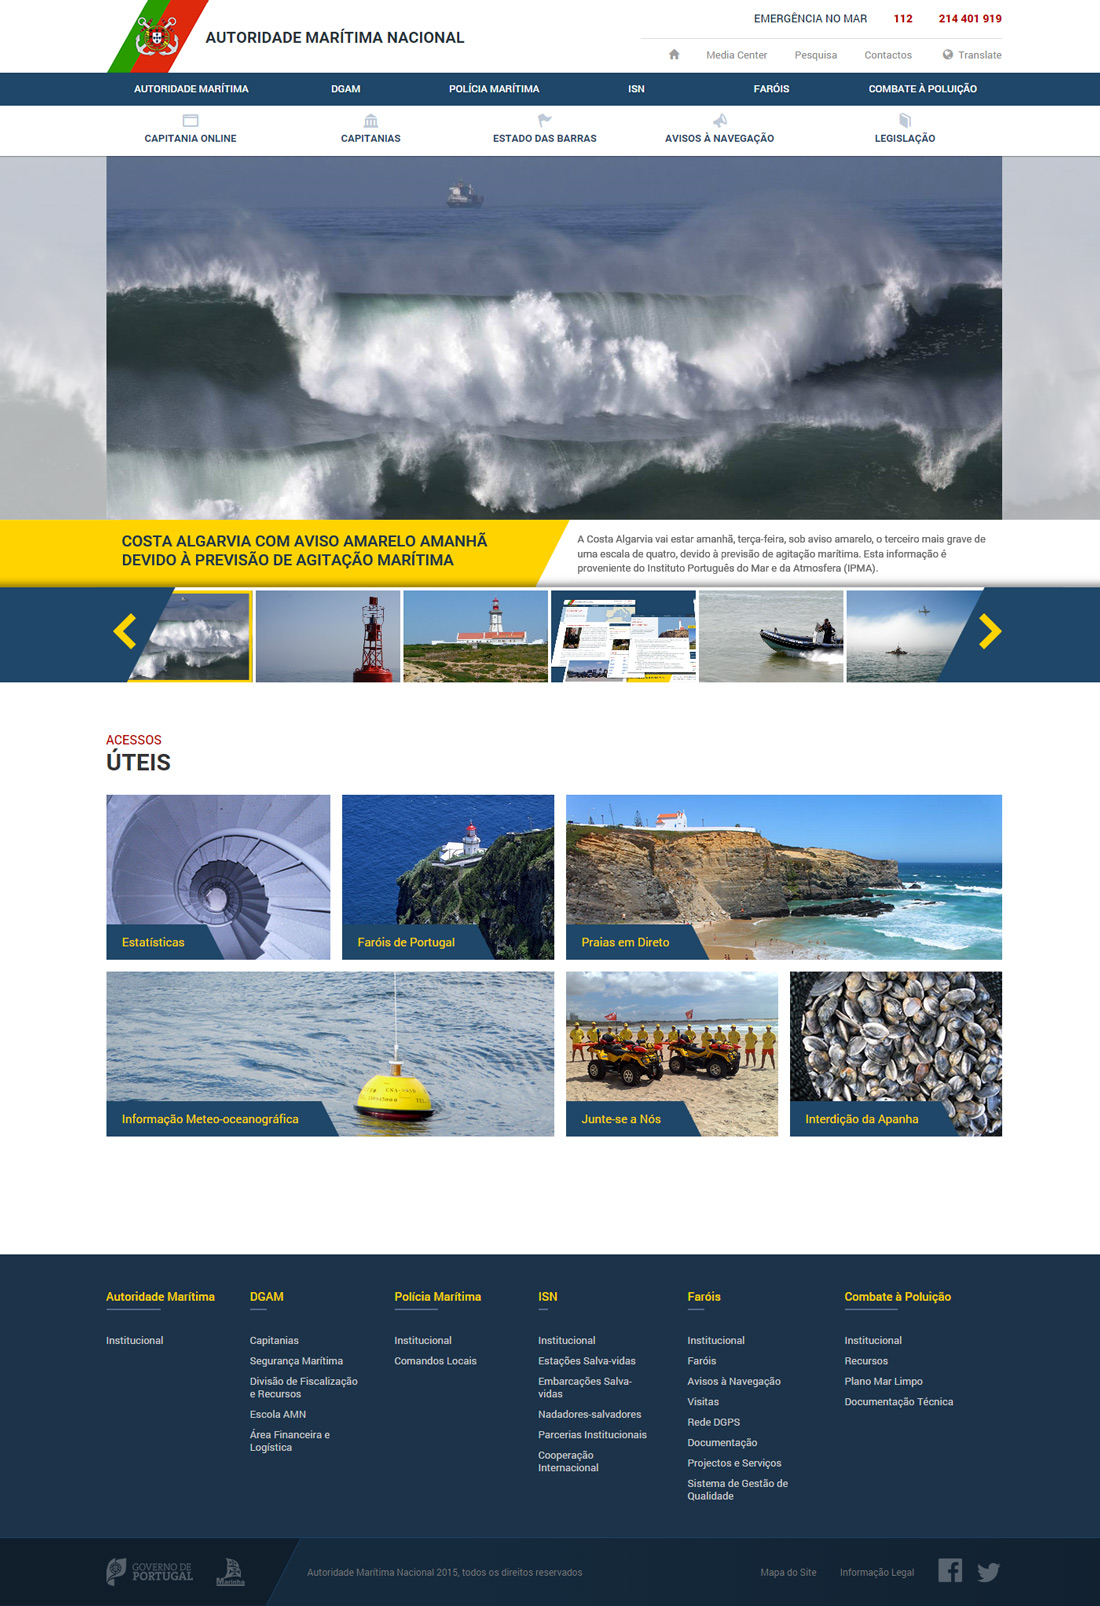 AUTORIDADE MARÍTIMA NACIONAL
EMERGÊNCIA NO MAR 112 214 401 919
Media Center Pesquisa Contactos Translate
AUTORIDADE MARÍTIMA DGAM POLÍCIA MARÍTIMA ISN FARÓIS COMBATE À POLUIÇÃO
CAPITANIA ONLINE CAPITANIAS ESTADO DAS BARRAS AVISOS À NAVEGAÇÃO LEGISLAÇÃO
COSTA ALGARVIA COM AVISO AMARELO AMANHÃ
DEVIDO À PREVISÃO DE AGITAÇÃO MARÍTIMA
A Costa Algarvia vai estar amanhã, terça-feira, sob aviso amarelo, o terceiro mais grave de
uma escala de quatro, devido à previsão de agitação marítima. Esta informação é
proveniente do Instituto Português do Mar e da Atmosfera (IPMA).
ACESSOS
ÚTEIS
Estatísticas
Faróis de Portugal
Praias em Direto
Informação Meteo-oceanográfica
Junte-se a Nós
Interdição da Apanha
Autoridade Marítima
Institucional
DGAM
Capitanias
Segurança Marítima
Divisão de Fiscalização
e Recursos
Escola AMN
Área Financeira e
Logística
Polícia Marítima
Institucional
Comandos Locais
ISN
Institucional
Estações Salva-vidas
Embarcações Salva-
vidas
Nadadores-salvadores
Parcerias Institucionais
Cooperação
Internacional
Faróis
Institucional
Faróis
Avisos à Navegação
Visitas
Rede DGPS
Documentação
Projectos e Serviços
Sistema de Gestão de
Qualidade
Combate à Poluição
Institucional
Recursos
Plano Mar Limpo
Documentação Técnica
GOVERNO DE
PORTUGAL
Marinha
Autoridade Marítima Nacional 2015, todos os direitos reservados
Mapa do Site Informação Legal